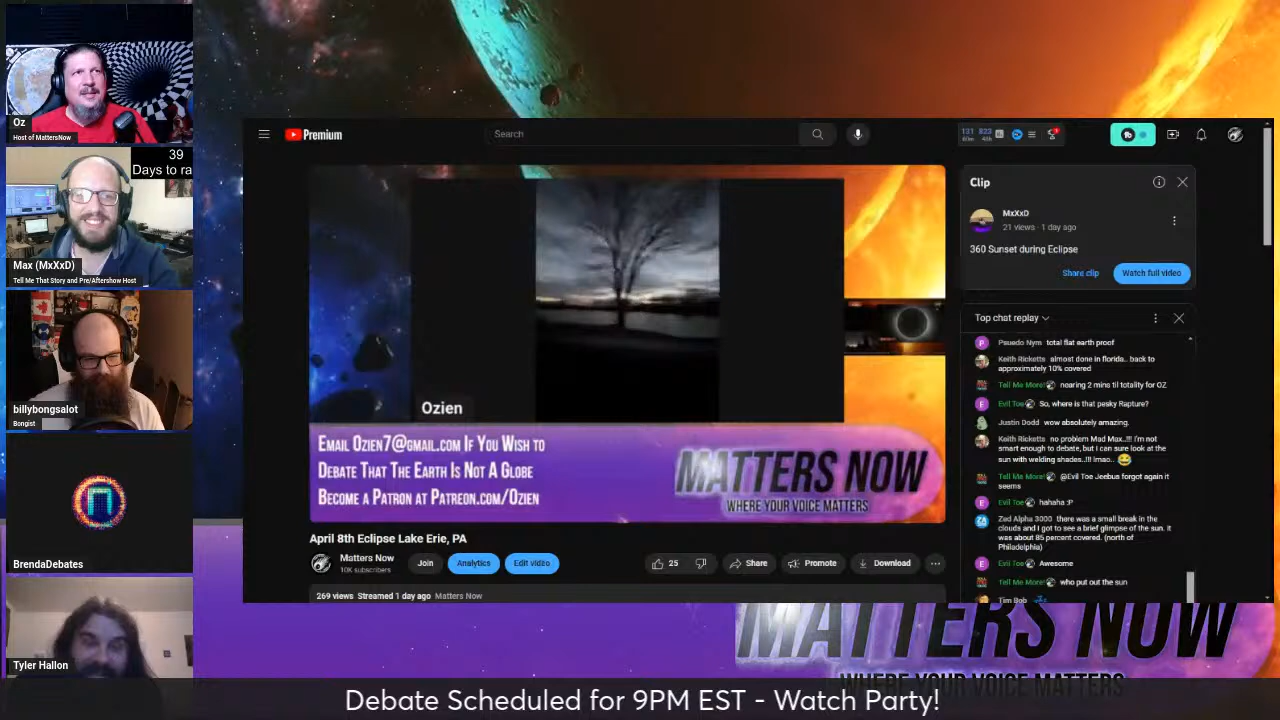 Oz
Host of MattersNow
39
Days to ra
Max (MxXxD)
Tell Me That Story and Pre/Aftershow Host
billybongsalot
Bongist
BrendaDebates
Tyler Hallon
Premium
Search
Ozien
Email Ozien7@gmail.com If You Wish to
Debate That The Earth Is Not A Globe
Become a Patron at Patreon.com/Ozien
MATTERS NOW
WHERE YOUR VOICE MATTERS
April 8th Eclipse Lake Erie, PA
Matters Now
10K subscribers
Join
Analytics
Edit video
25
Share
Promote
Download
269 views Streamed 1 day ago Matters Now
Clip
MxXxD
21 views · 1 day ago
360 Sunset during Eclipse
Share clip
Watch full video
Top chat replay
Psuedo Nym total flat earth proof
Keith Ricketts almost done in florida.. back to
approximately 10% covered
Tell Me More! nearing 2 mins til totality for OZ
Evil Toe So, where is that pesky Rapture?
Justin Dodd wow absolutely amazing.
Keith Ricketts no problem Mad Max..!!! I'm not
smart enough to debate, but I can sure look at the
sun with welding shades..!!! lmao..
Tell Me More! @Evil Toe Jeebus forgot again it
seems
Evil Toe hahaha :P
Zed Alpha 3000 there was a small break in the
clouds and I got to see a brief glimpse of the sun. it
was about 85 percent covered. (north of
Philadelphia)
Evil Toe Awesome
Tell Me More! who put out the sun
Tim Bob
MATTERS NOW
WHERE YOUR VOICE MATTERS
Debate Scheduled for 9PM EST - Watch Party!